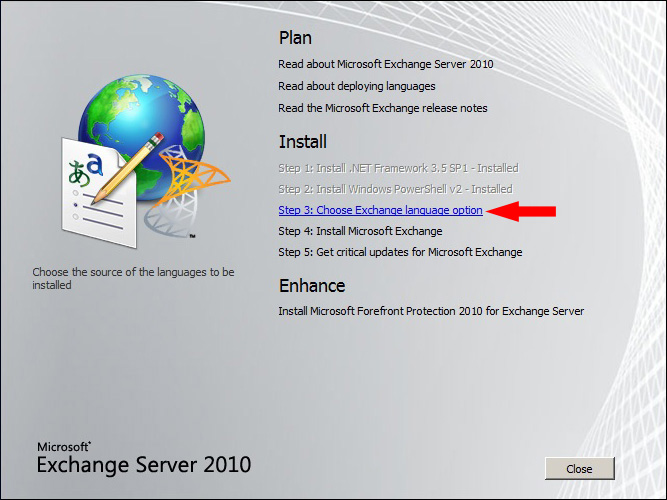 Plan
Read about Microsoft Exchange Server 2010
Read about deploying languages
Read the Microsoft Exchange release notes
Install
Step 1: Install .NET Framework 3.5 SP1 - Installed
Step 2: Install Windows PowerShell v2 - Installed
Step 3: Choose Exchange language option
Step 4: Install Microsoft Exchange
Step 5: Get critical updates for Microsoft Exchange
Enhance
Install Microsoft Forefront Protection 2010 for Exchange Server
あ a
™
Choose the source of the languages to be
installed
Microsoft®
Exchange Server 2010
Close